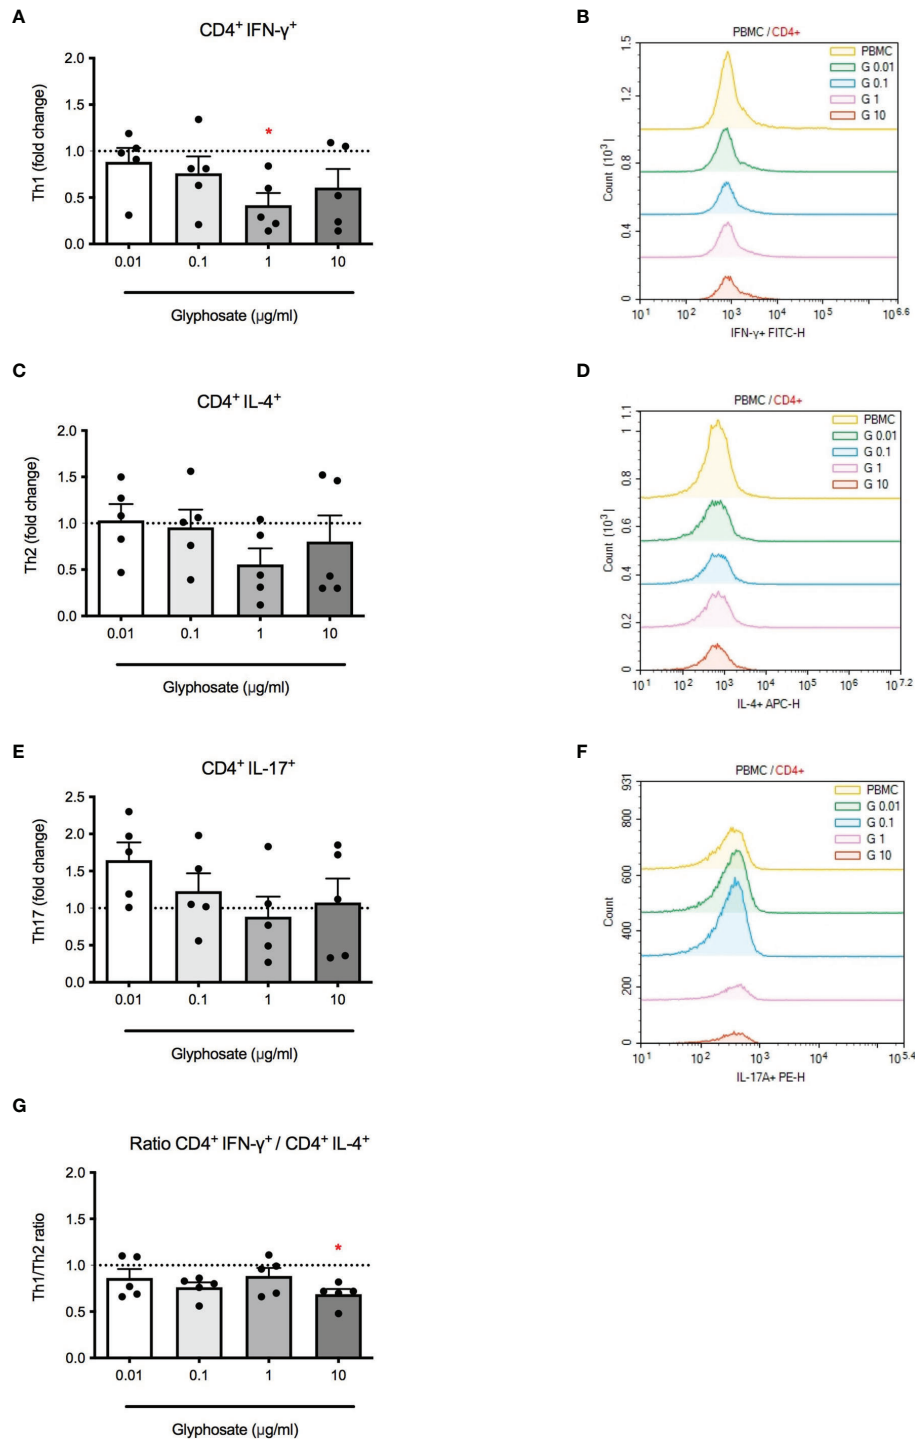 A
CD4⁺ IFN-γ⁺
Th1 (fold change)
2.0
1.5
1.0
0.5
0.0
*
0.01 0.1 1 10
Glyphosate (μg/ml)
B
PBMC / CD4+
Count (10³)
1.5
1.2
0.8
0.4
0
PBMC
G 0.01
G 0.1
G 1
G 10
10¹ 10² 10³ 10⁴ 10⁵ 10⁶·⁶
IFN-γ+ FITC-H
C
CD4⁺ IL-4⁺
Th2 (fold change)
2.0
1.5
1.0
0.5
0.0
0.01 0.1 1 10
Glyphosate (μg/ml)
D
PBMC / CD4+
Count (10³)
1.1
0.8
0.6
0.4
0.2
0
PBMC
G 0.01
G 0.1
G 1
G 10
10¹ 10² 10³ 10⁴ 10⁵ 10⁶ 10⁷·²
IL-4+ APC-H
E
CD4⁺ IL-17⁺
Th17 (fold change)
2.5
2.0
1.5
1.0
0.5
0.0
0.01 0.1 1 10
Glyphosate (μg/ml)
F
PBMC / CD4+
Count
931
800
600
400
200
0
PBMC
G 0.01
G 0.1
G 1
G 10
10¹ 10² 10³ 10⁴ 10⁵·⁴
IL-17A+ PE-H
G
Ratio CD4⁺ IFN-γ⁺ / CD4⁺ IL-4⁺
Th1/Th2 ratio
2.0
1.5
1.0
0.5
0.0
*
0.01 0.1 1 10
Glyphosate (μg/ml)